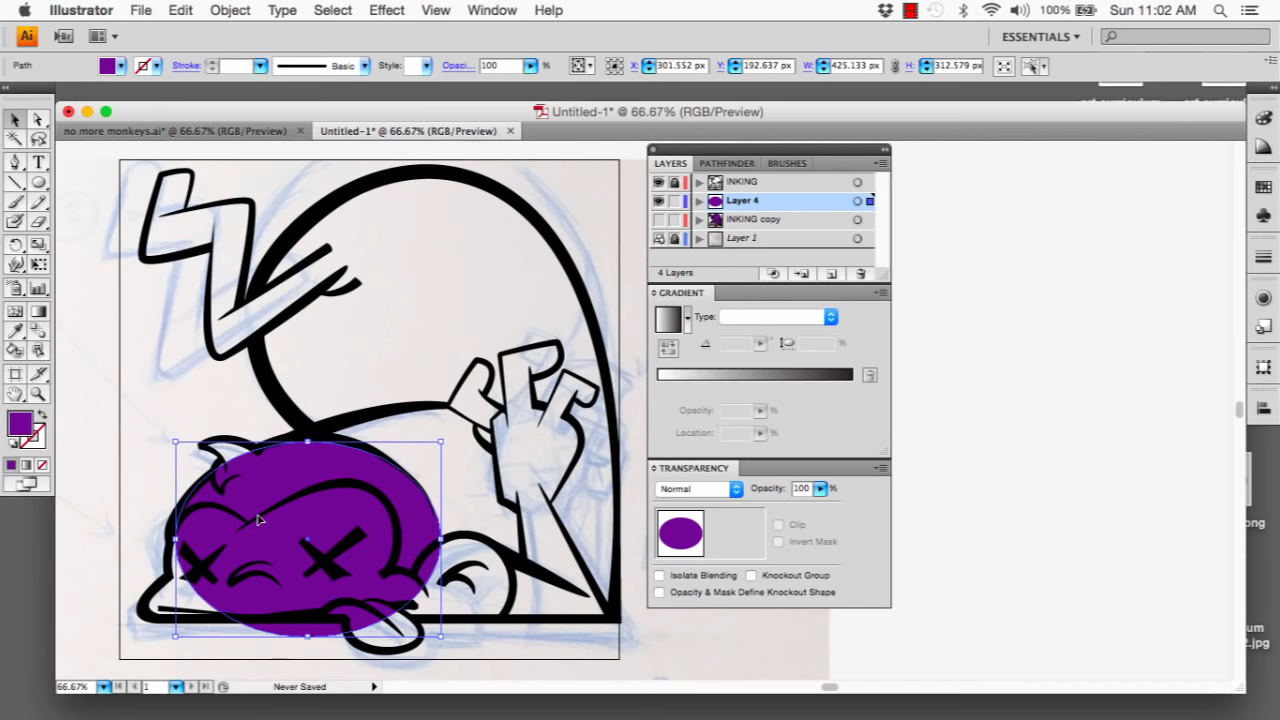 Illustrator File Edit Object Type Select Effect View Window Help 100% Sun 11:02 AM
Ai Br ESSENTIALS
Path Stroke: Basic Style: Opaci... 100 % X: 301.552 px Y: 192.637 px W: 425.133 px H: 312.579 px
Untitled-1* @ 66.67% (RGB/Preview)
no more monkeys.ai* @ 66.67% (RGB/Preview) Untitled-1* @ 66.67% (RGB/Preview)
LAYERS PATHFINDER BRUSHES
INKING
Layer 4
INKING copy
Layer 1
4 Layers
GRADIENT
Type:
%
Opacity: %
Location: %
TRANSPARENCY
Normal Opacity: 100 %
Clip
Invert Mask
Isolate Blending Knockout Group
Opacity & Mask Define Knockout Shape
66.67% 1 Never Saved